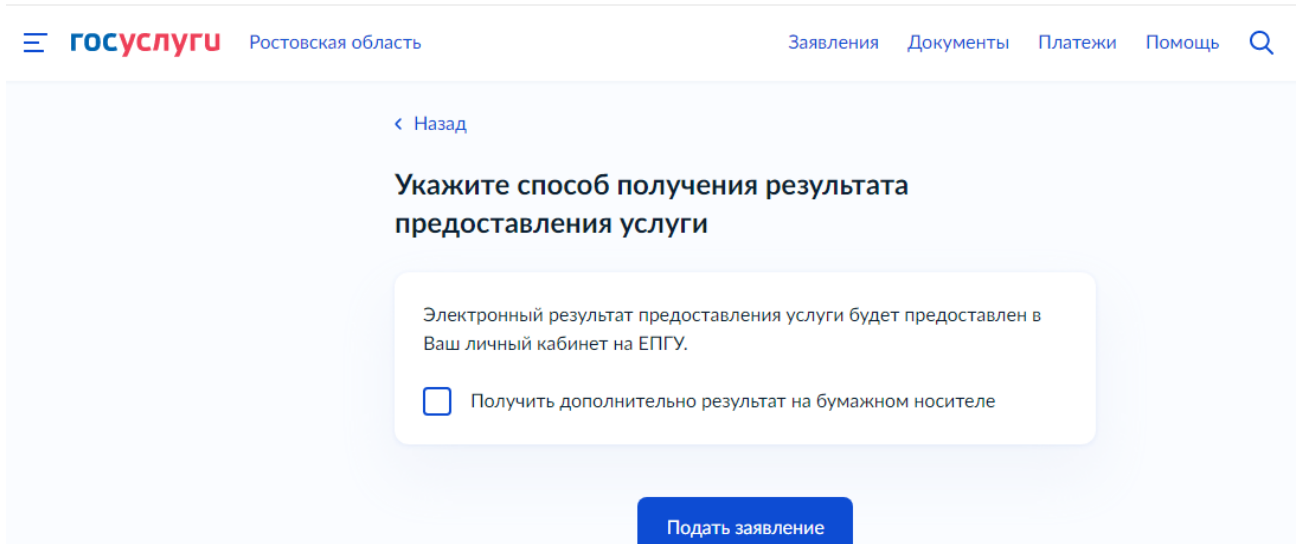 госуслуги Ростовская область Заявления Документы Платежи Помощь
Назад
Укажите способ получения результата
предоставления услуги
Электронный результат предоставления услуги будет предоставлен в
Ваш личный кабинет на ЕПГУ.
Получить дополнительно результат на бумажном носителе
Подать заявление